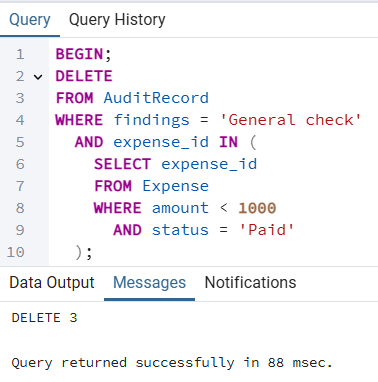 Query Query History
1 BEGIN;
2 DELETE
3 FROM AuditRecord
4 WHERE findings = 'General check'
5 AND expense_id IN (
6 SELECT expense_id
7 FROM Expense
8 WHERE amount < 1000
9 AND status = 'Paid'
10 );
Data Output Messages Notifications
DELETE 3
Query returned successfully in 88 msec.